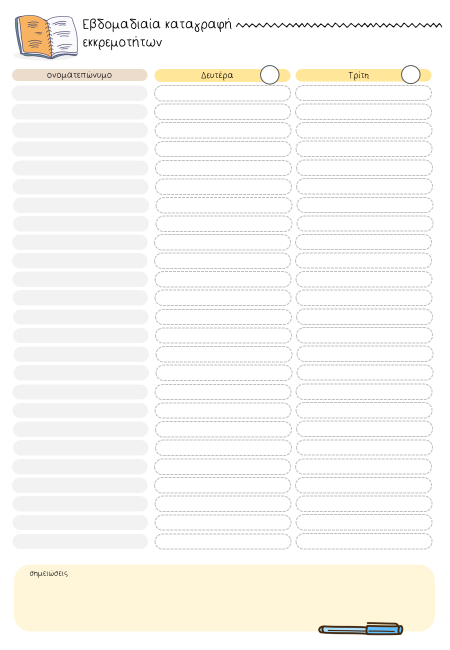 Εβδομαδιαία καταγραφή
εκκρεμοτήτων
ονοματεπώνυμο Δευτέρα Τρίτη
σημειώσεις